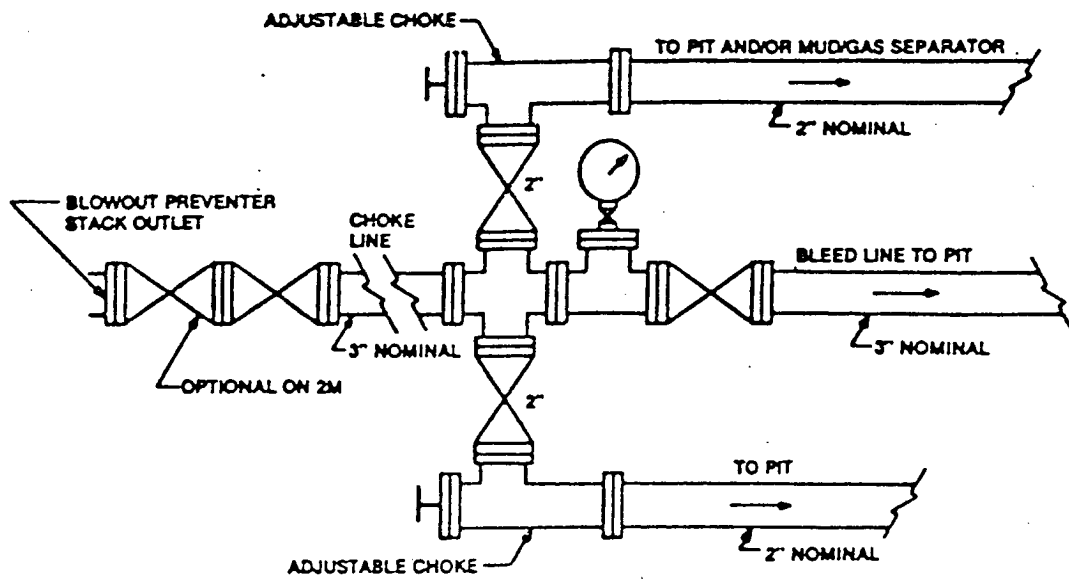 ADJUSTABLE CHOKE
TO PIT AND/OR MUD/GAS SEPARATOR
2" NOMINAL
2"
BLOWOUT PREVENTER
STACK OUTLET
CHOKE
LINE
BLEED LINE TO PIT
3" NOMINAL
3" NOMINAL
OPTIONAL ON 2M
2"
TO PIT
2" NOMINAL
ADJUSTABLE CHOKE